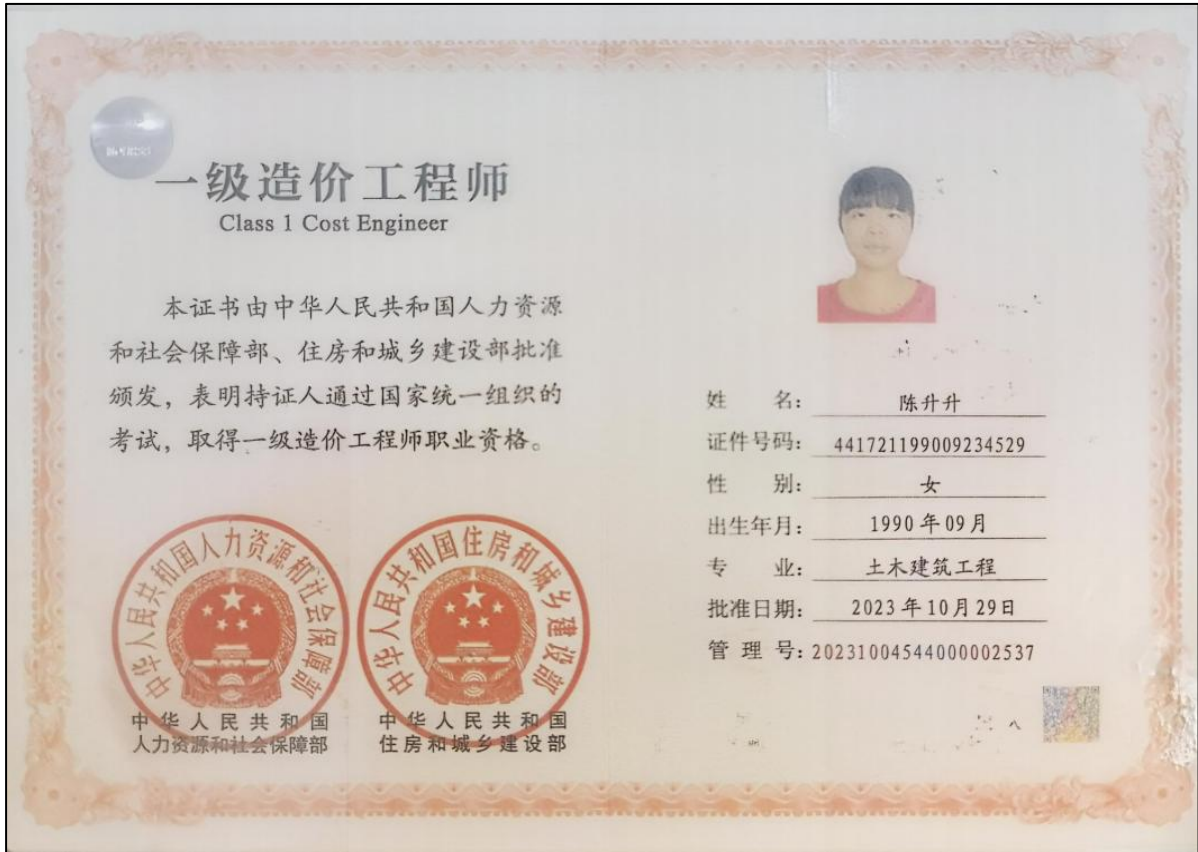 一级造价工程师
Class 1 Cost Engineer
本证书由中华人民共和国人力资源
和社会保障部、住房和城乡建设部批准
颁发，表明持证人通过国家统一组织的
考试，取得一级造价工程师职业资格。
中华人民共和国人力资源和社会保障部
中华人民共和国
人力资源和社会保障部
中华人民共和国住房和城乡建设部
中华人民共和国
住房和城乡建设部
姓 名：陈升升
证件号码：441721199009234529
性 别：女
出生年月：1990年09月
专 业：土木建筑工程
批准日期：2023年10月29日
管 理 号：20231004544000002537